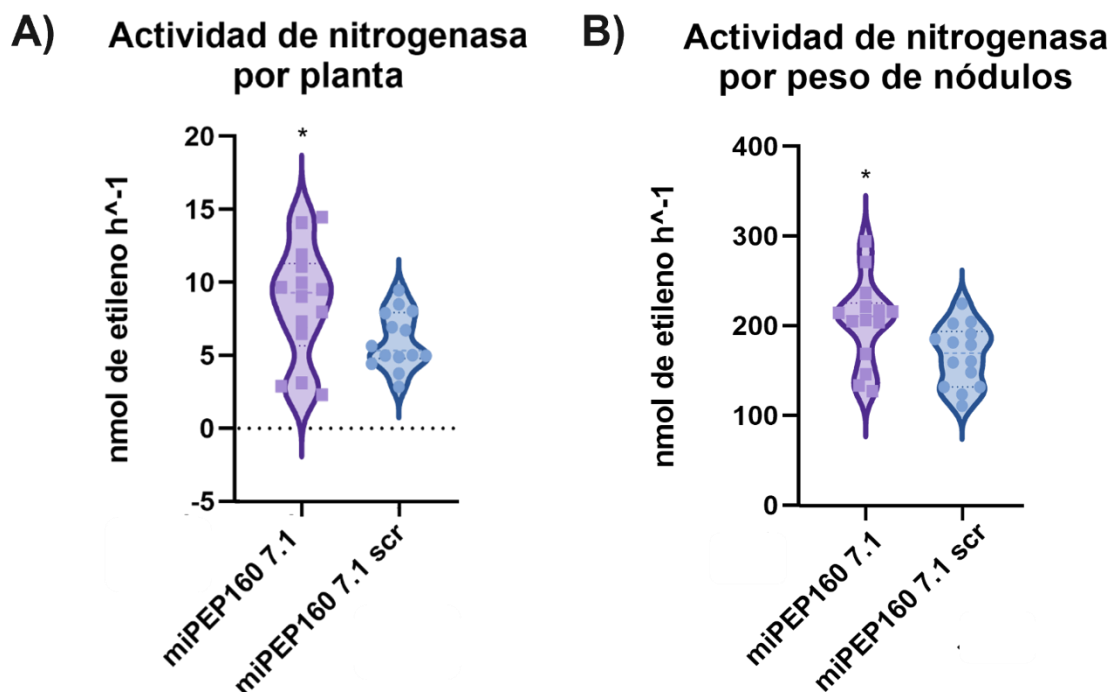 A)
Actividad de nitrogenasa
por planta
*
nmol de etileno h^-1
20
15
10
5
0
-5
miPEP160 7.1
miPEP160 7.1 scr
B)
Actividad de nitrogenasa
por peso de nódulos
*
nmol de etileno h^-1
400
300
200
100
0
miPEP160 7.1
miPEP160 7.1 scr